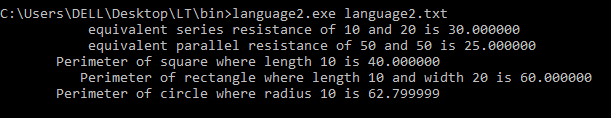 C:\Users\DELL\Desktop\LT\bin>language2.exe language2.txt
equivalent series resistance of 10 and 20 is 30.000000
equivalent parallel resistance of 50 and 50 is 25.000000
Perimeter of square where length 10 is 40.000000
Perimeter of rectangle where length 10 and width 20 is 60.000000
Perimeter of circle where radius 10 is 62.799999